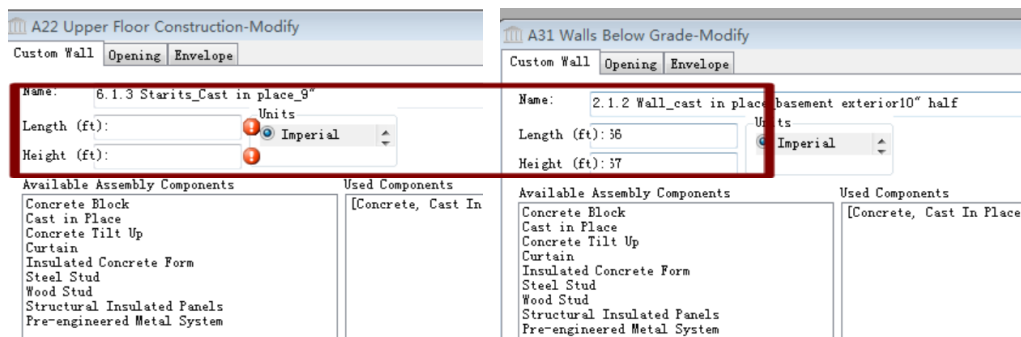 A22 Upper Floor Construction-Modify
Custom Wall Opening Envelope
Name: 6.1.3 Starits_Cast in place_9"
Length (ft):
Units
Imperial
Height (ft):
Available Assembly Components
Concrete Block
Cast in Place
Concrete Tilt Up
Curtain
Insulated Concrete Form
Steel Stud
Wood Stud
Structural Insulated Panels
Pre-engineered Metal System
Used Components
[Concrete, Cast In
A31 Walls Below Grade-Modify
Custom Wall Opening Envelope
Name: 2.1.2 Wall_cast in place_basement exterior10" half
Length (ft):
Units
Imperial
Height (ft):
Available Assembly Components
Concrete Block
Cast in Place
Concrete Tilt Up
Curtain
Insulated Concrete Form
Steel Stud
Wood Stud
Structural Insulated Panels
Pre-engineered Metal System
Used Components
[Concrete, Cast In Place